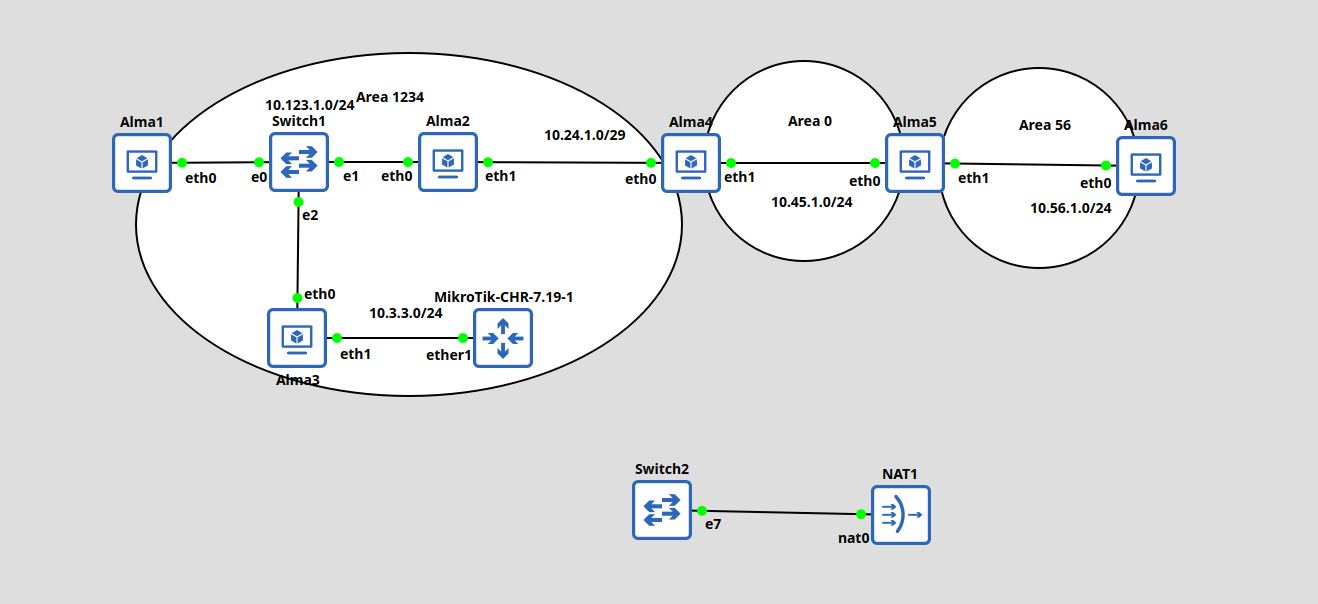 Area 1234
10.123.1.0/24
Alma1
Switch1
Alma2
10.24.1.0/29
Alma4
Area 0
Alma5
Area 56
Alma6
eth0
e0
e1
eth0
eth1
eth0
eth1
eth0
eth1
eth0
10.45.1.0/24
10.56.1.0/24
e2
eth0
MikroTik-CHR-7.19-1
10.3.3.0/24
eth1
ether1
Alma3
Switch2
NAT1
e7
nat0